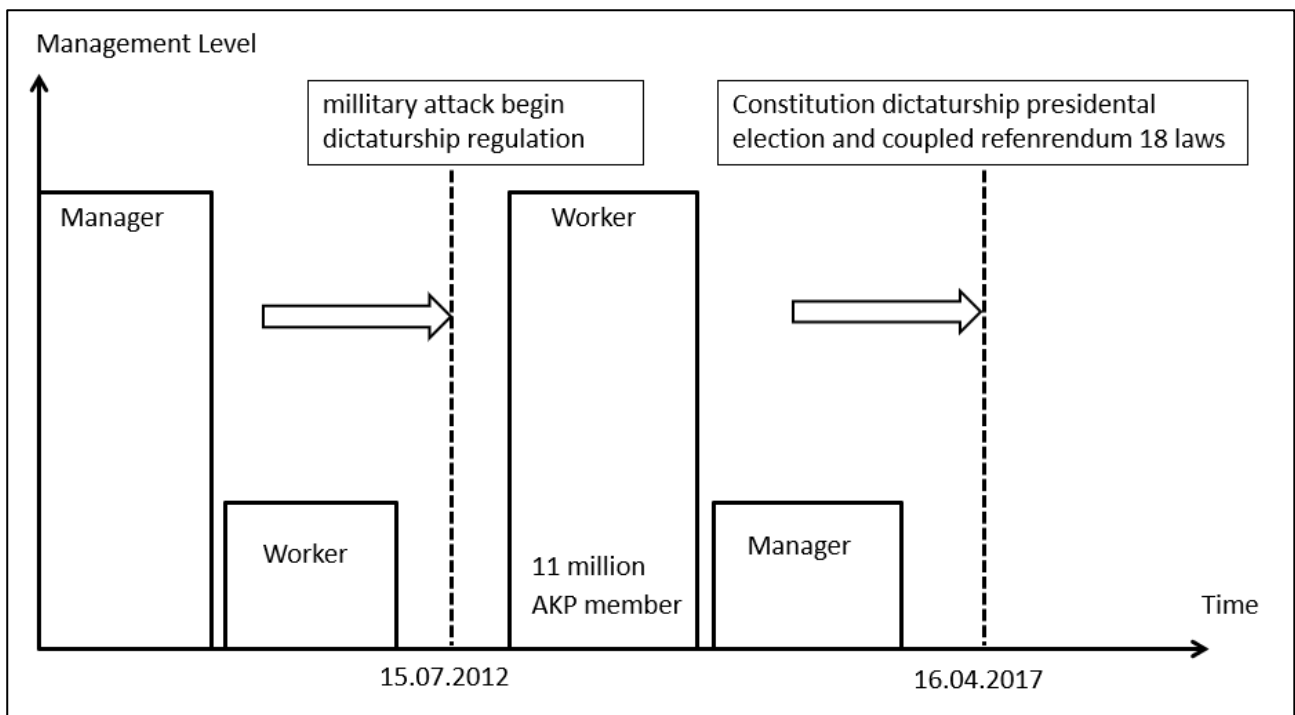 Management Level
millitary attack begin
dictaturship regulation
Constitution dictaturship presidental
election and coupled refenrendum 18 laws
Manager
Worker
Worker
11 million
AKP member
Manager
Time
15.07.2012
16.04.2017